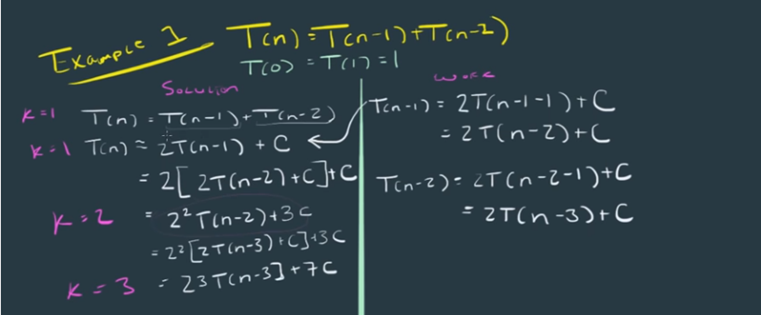 Example 1 T(n) = T(n-1) + T(n-2)
T(0) = T(1) = 1
Solution
K=1 T(n) = T(n-1) + T(n-2)
K=1 T(n) ≈ 2T(n-1) + C
= 2[2T(n-2)+C]+C
K=2 = 2²T(n-2)+3C
= 2²[2T(n-3)+C]+3C
K=3 = 23T(n-3]+7C
work
T(n-1) = 2T(n-1-1)+C
= 2T(n-2)+C
T(n-2) = 2T(n-2-1)+C
= 2T(n-3)+C